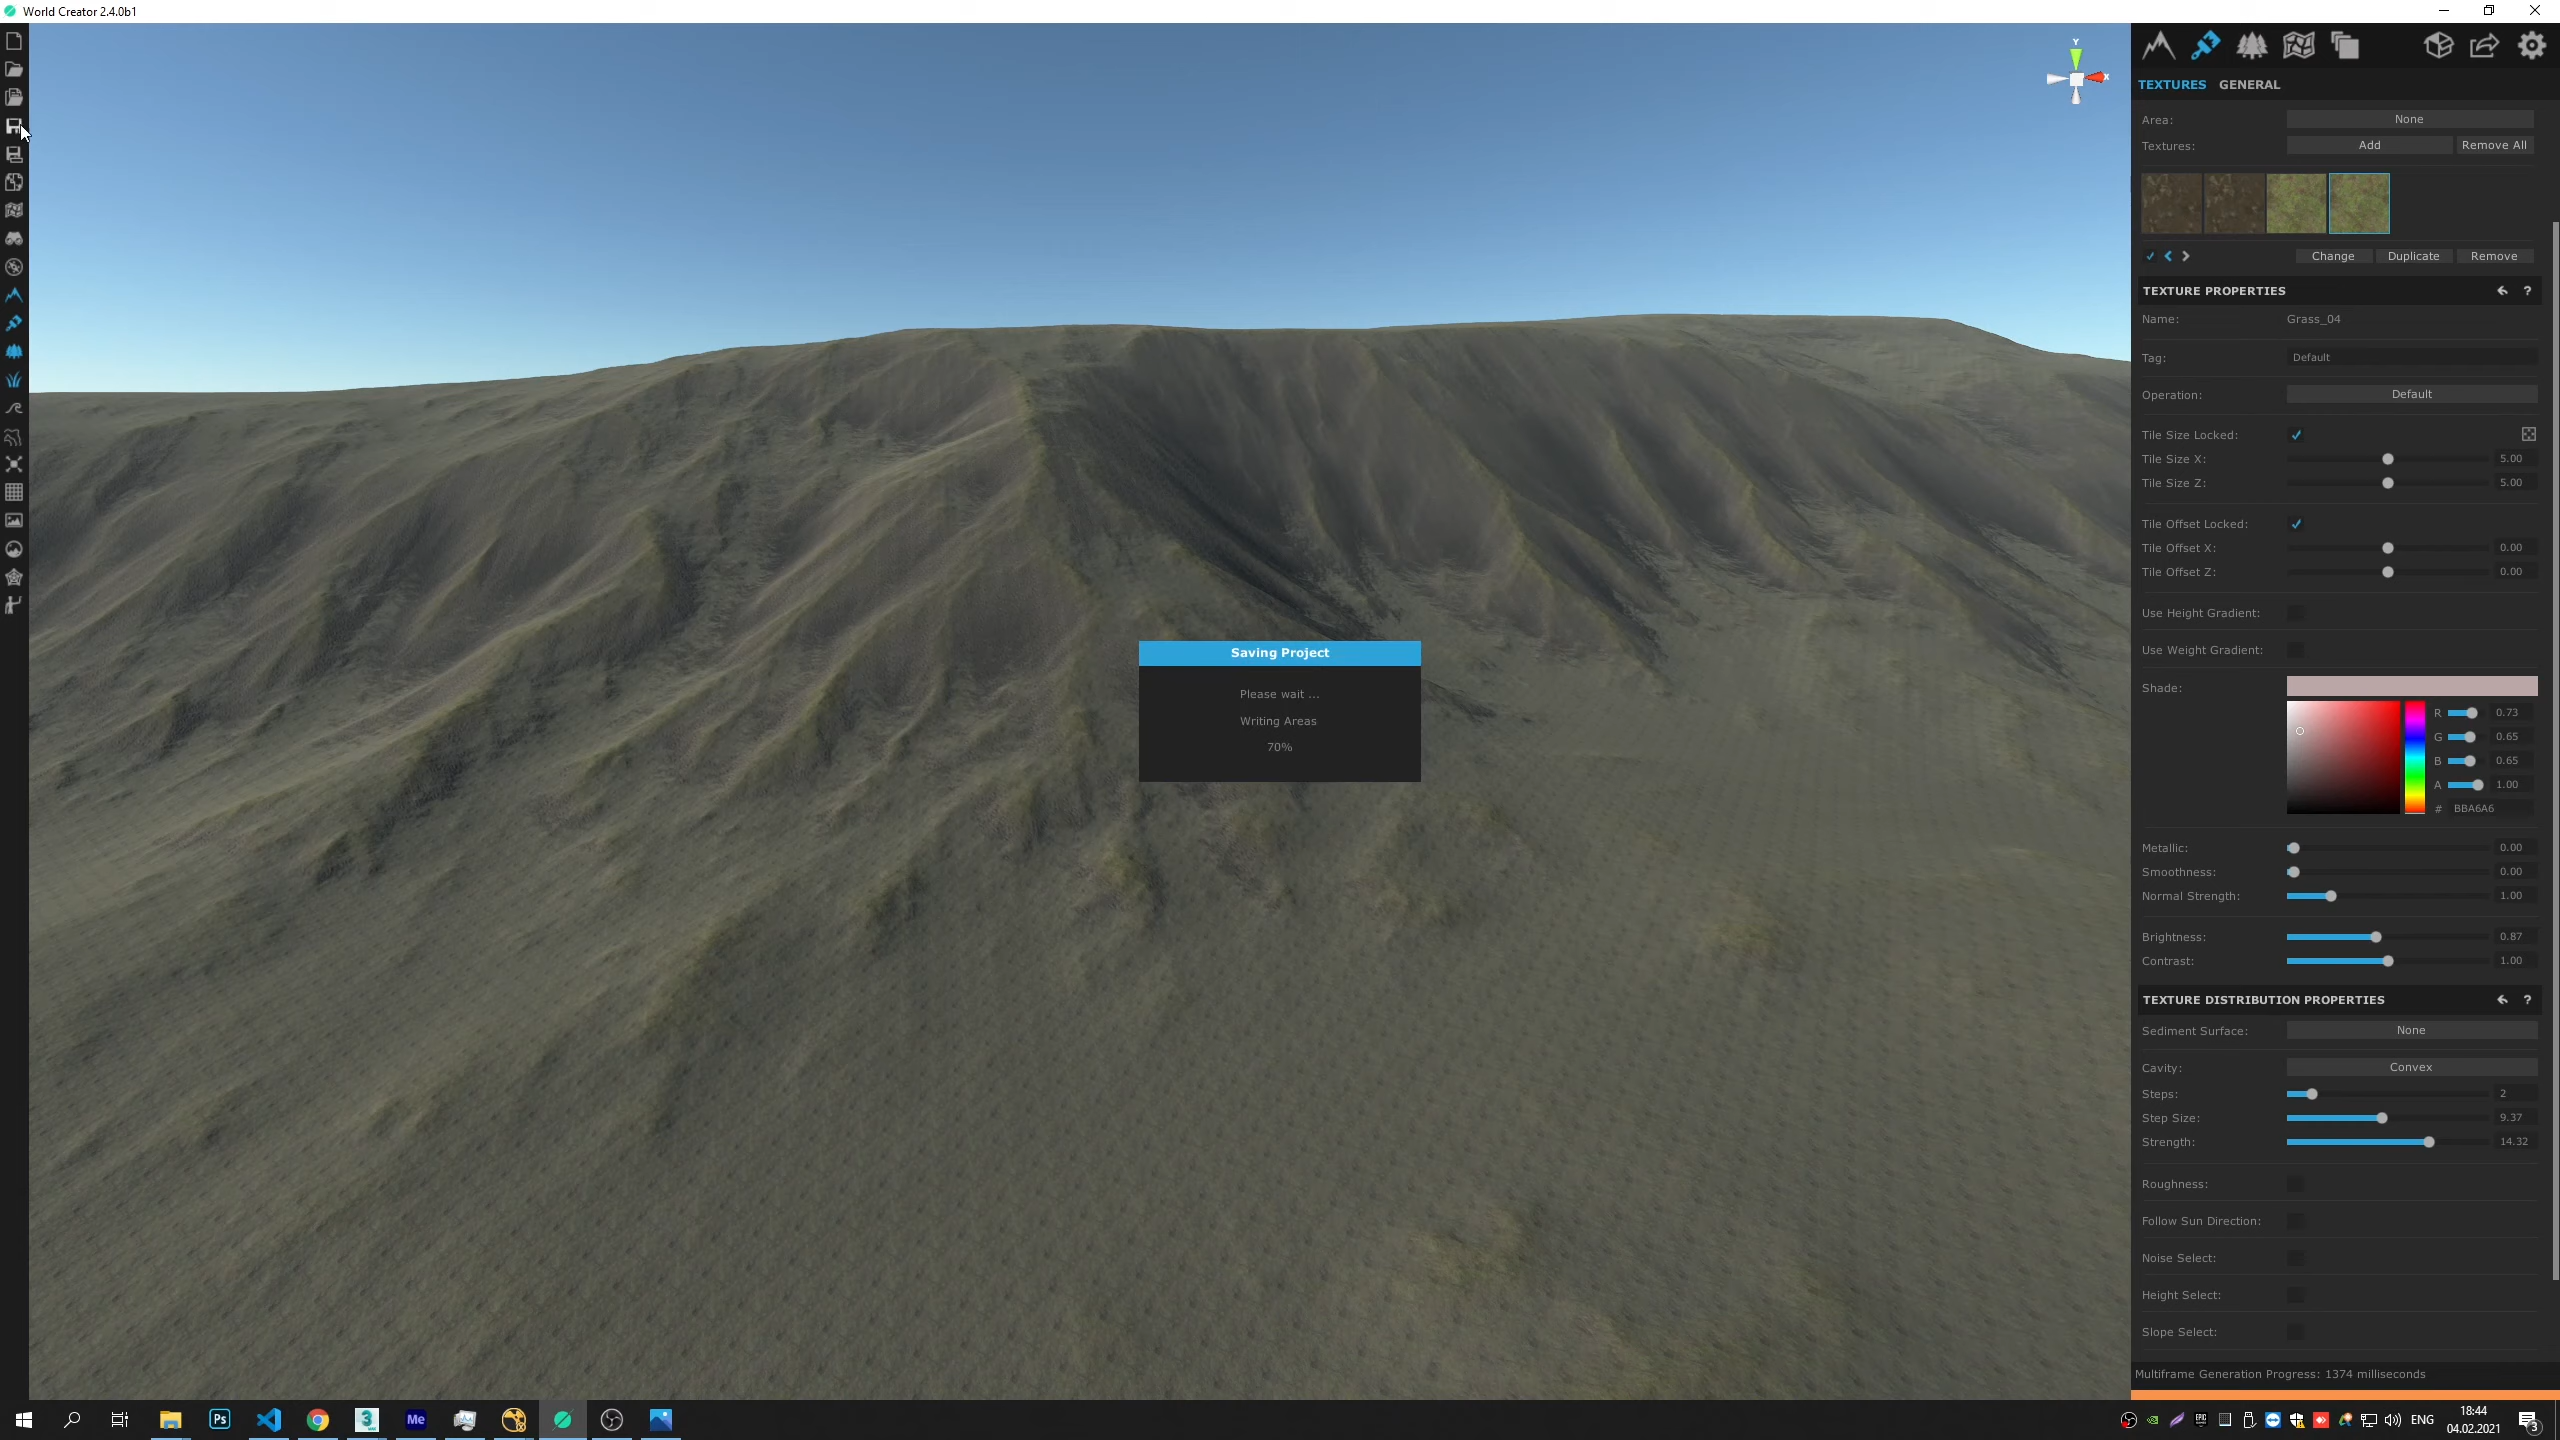 World Creator 2.4.0b1
Y
X
TEXTURES GENERAL
Area: None
Textures: Add Remove All
Change Duplicate Remove
TEXTURE PROPERTIES ?
Name: Grass_04
Tag: Default
Operation: Default
Tile Size Locked:
Tile Size X: 5.00
Tile Size Z: 5.00
Tile Offset Locked:
Tile Offset X: 0.00
Tile Offset Z: 0.00
Use Height Gradient:
Use Weight Gradient:
Shade:
R 0.73
G 0.65
B 0.65
A 1.00
# BBA6A6
Metallic: 0.00
Smoothness: 0.00
Normal Strength: 1.00
Brightness: 0.87
Contrast: 1.00
TEXTURE DISTRIBUTION PROPERTIES ?
Sediment Surface: None
Cavity: Convex
Steps: 2
Step Size: 9.37
Strength: 14.32
Roughness:
Follow Sun Direction:
Noise Select:
Height Select:
Slope Select:
Multiframe Generation Progress: 1374 milliseconds
Saving Project
Please wait ...
Writing Areas
70%
Ps
3
Me
ENG
18:44
04.02.2021
3